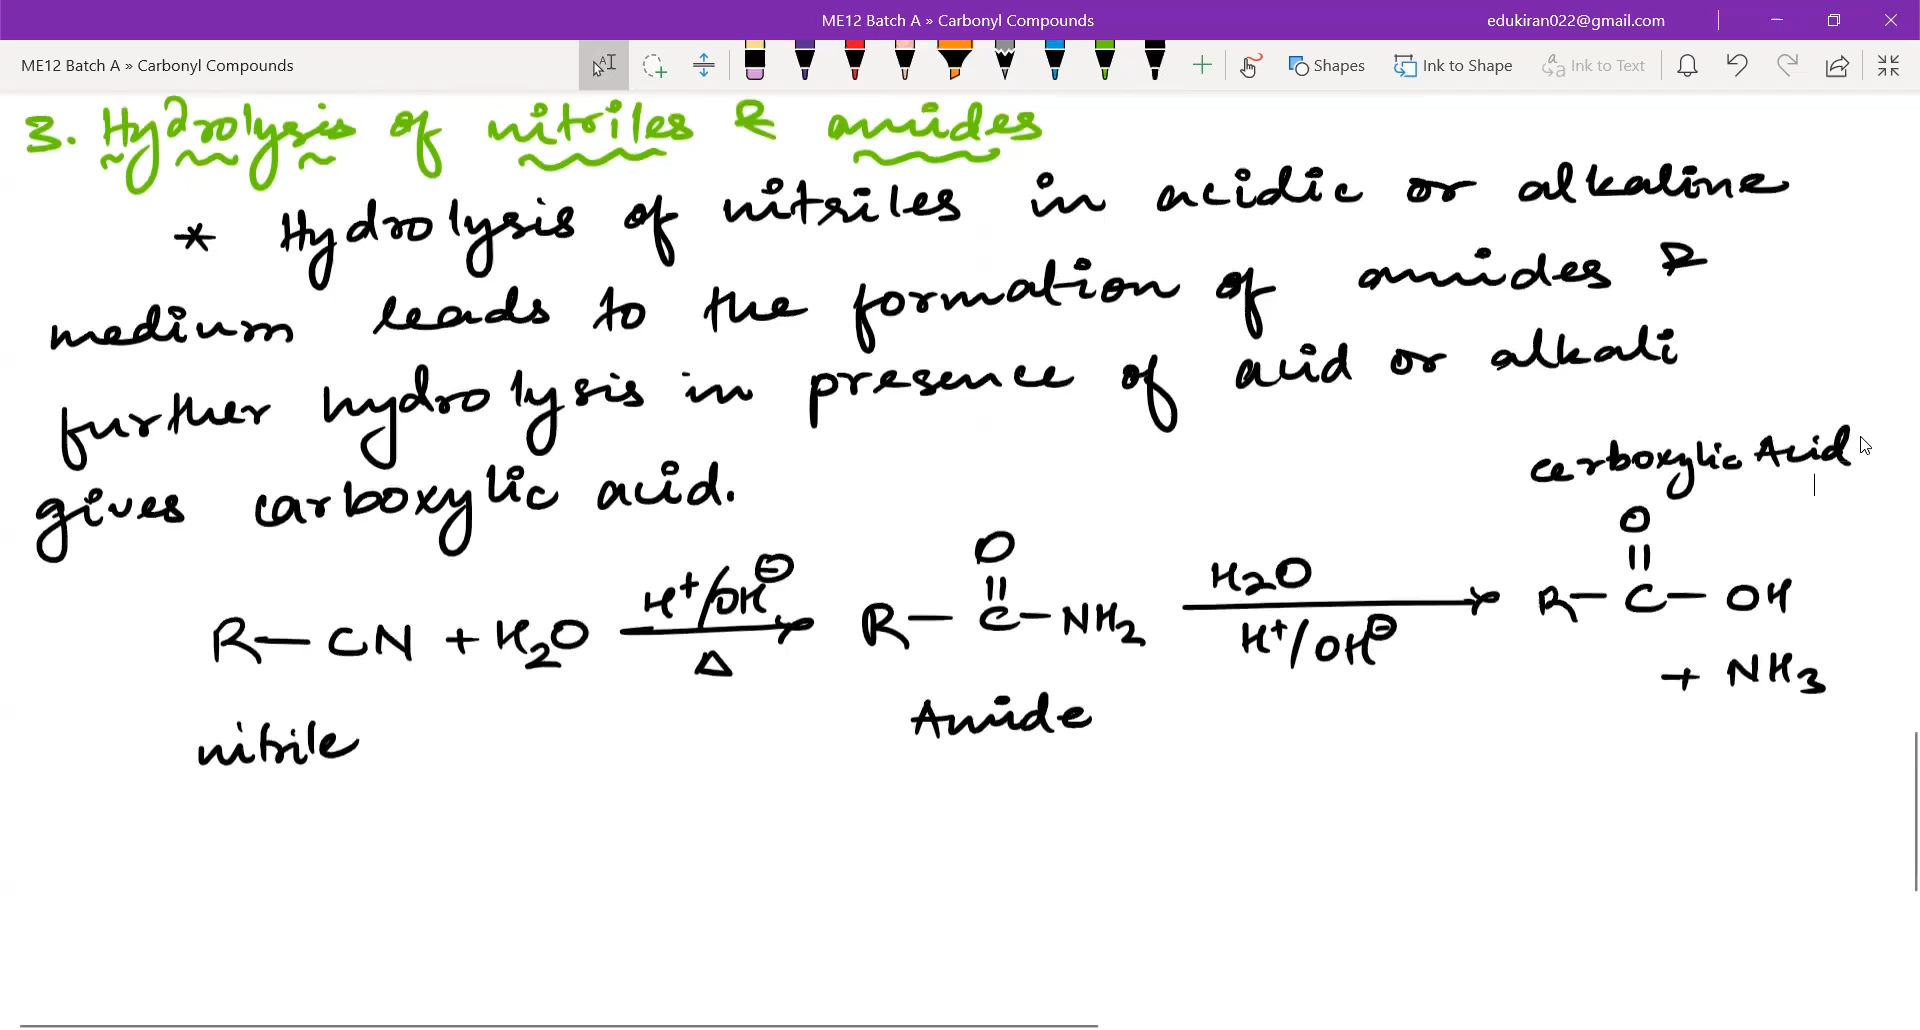 ME12 Batch A » Carbonyl Compounds
edukiran022@gmail.com
ME12 Batch A » Carbonyl Compounds
Shapes
Ink to Shape
Ink to Text
3. Hydrolysis of nitriles & amides
* Hydrolysis of nitriles in acidic or alkaline
medium leads to the formation of amides &
further hydrolysis in presence of acid or alkali
gives carboxylic acid.
carboxylic Acid
R—CN + H₂O H⁺/OH⊖ Δ → R—C(=O)—NH₂ H₂O H⁺/OH⊖ → R—C(=O)—OH
+ NH₃
nitrile
Amide